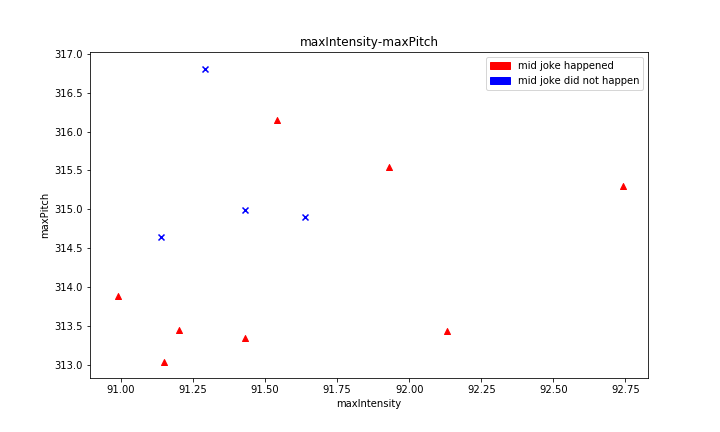 maxIntensity-maxPitch
mid joke happened
mid joke did not happen
317.0
316.5
316.0
315.5
315.0
314.5
314.0
313.5
313.0
maxPitch
91.00 91.25 91.50 91.75 92.00 92.25 92.50 92.75
maxIntensity